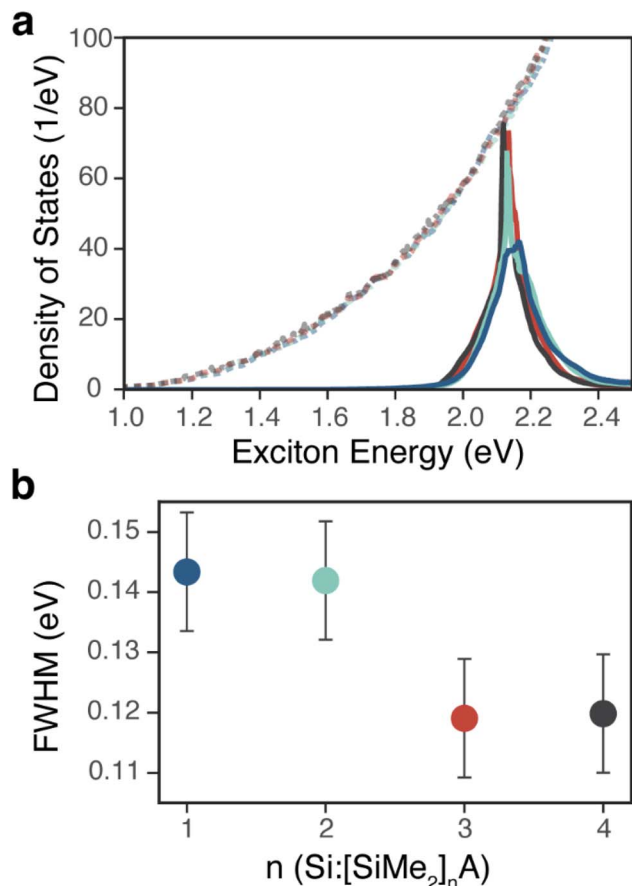 a
100
80
60
40
20
0
Density of States (1/eV)
1.0 1.2 1.4 1.6 1.8 2.0 2.2 2.4
Exciton Energy (eV)
b
0.15
0.14
0.13
0.12
0.11
FWHM (eV)
1 2 3 4
n (Si:[SiMe₂]ₙA)